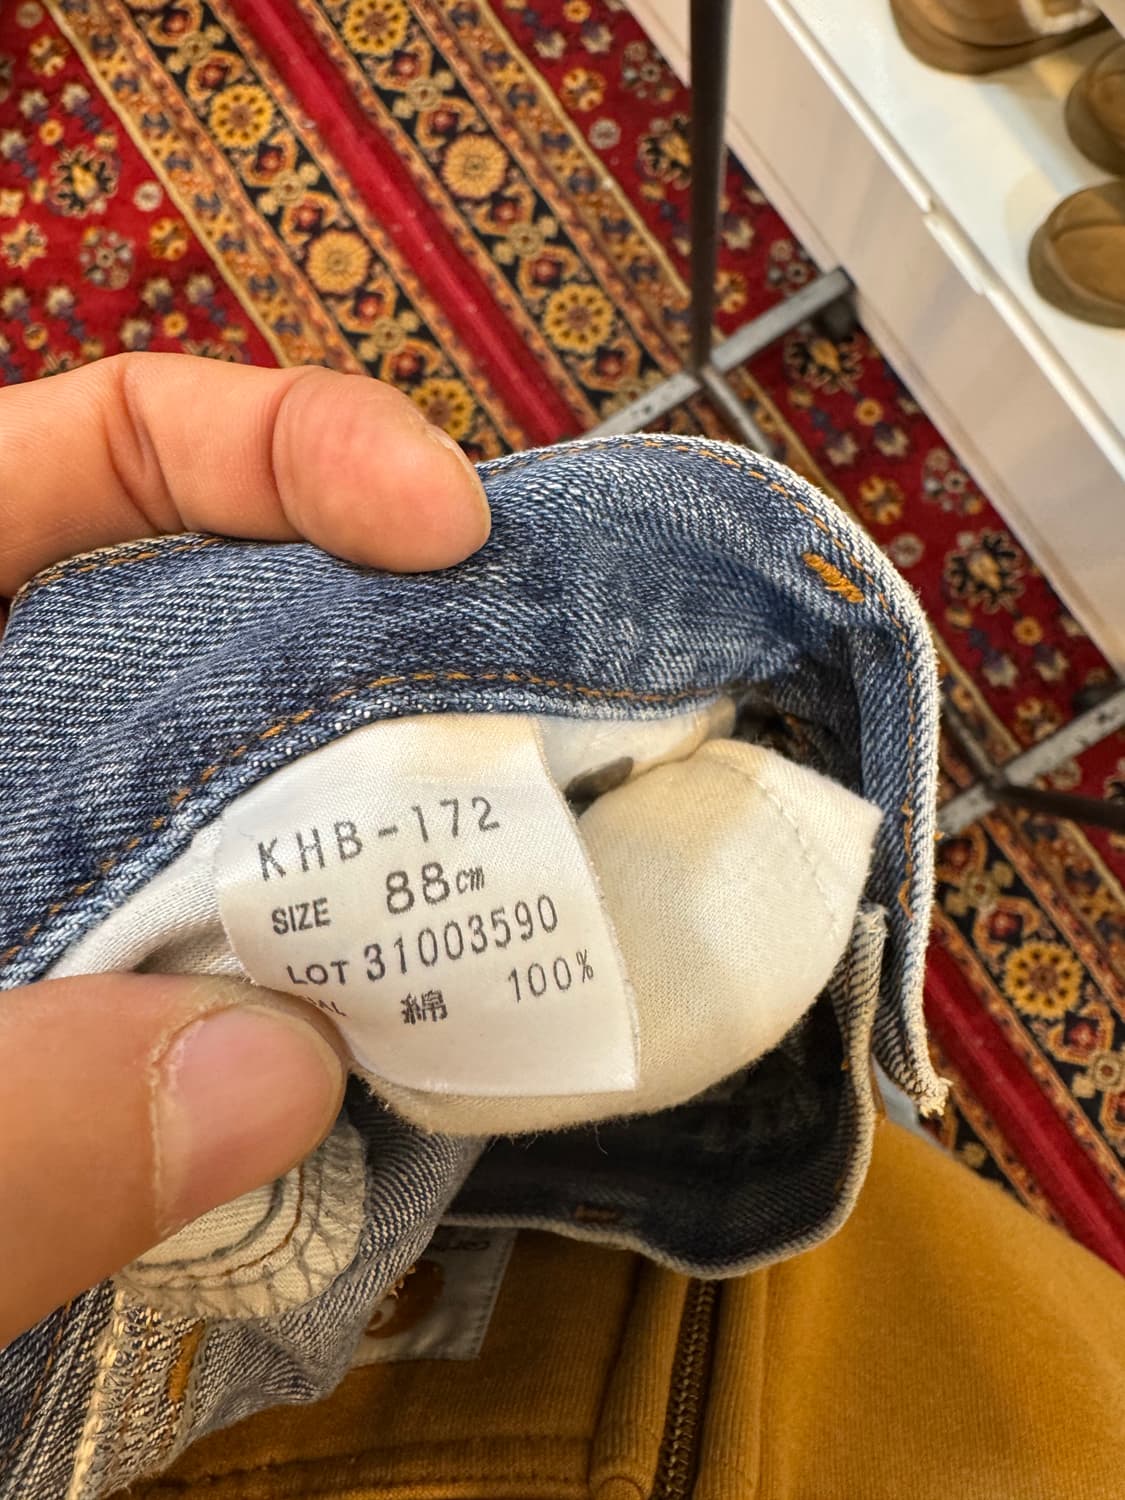 KHB-172
SIZE 88cm
LOT 31003590
綿 100%